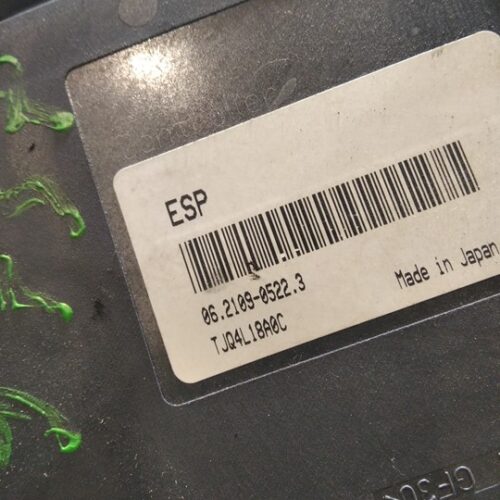 ESP
06.2109-0522.3
TJQ4L18A0C
Made in Japan